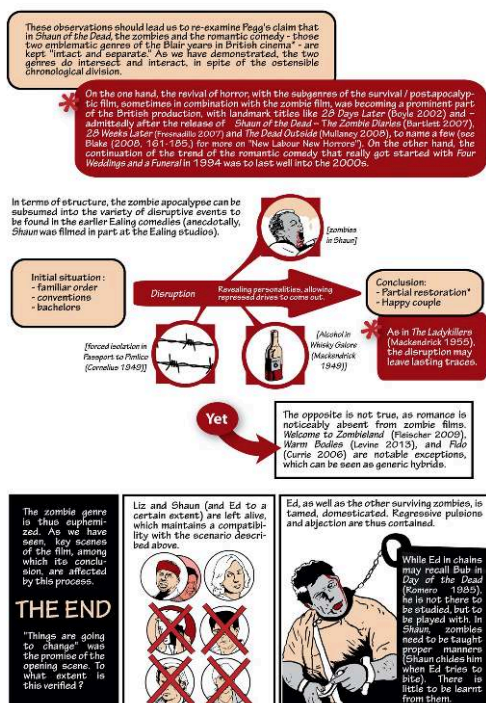 These observations should lead us to re-examine Pegg's claim that
in Shaun of the Dead, the zombies and the romantic comedy - those
two emblematic genres of the Blair years in British cinema* - are
kept "intact and separate." As we have demonstrated, the two
genres do intersect and interact, in spite of the ostensible
chronological division.
* On the one hand, the revival of horror, with the subgenres of the survival / postapocalyp-
tic film, sometimes in combination with the zombie film, was becoming a prominent part
of the British production, with landmark titles like 28 Days Later (Boyle 2002) and -
admittedly after the release of Shaun of the Dead - The Zombie Diaries (Bartlett 2007),
28 Weeks Later (Fresnadillo 2007) and The Dead Outside (Mullaney 2008), to name a few (see
Blake (2008, 161-185,) for more on "New Labour New Horrors"). On the other hand, the
continuation of the trend of the romantic comedy that really got started with Four
Weddings and a Funeral in 1994 was to last well into the 2000s.
In terms of structure, the zombie apocalypse can be
subsumed into the variety of disruptive events to
be found in the earlier Ealing comedies (anecdotally,
Shaun was filmed in part at the Ealing studios).
[zombies
in Shaun]
Initial situation :
- familiar order
- conventions
- bachelors
Disruption
Revealing personalities, allowing
repressed drives to come out.
Conclusion:
- Partial restoration*
- Happy couple
[forced isolation in
Passport to Pimlico
(Cornelius 1949)]
[Alcohol in
Whisky Galore
(Mackendrick
1949)]
* As in The Ladykillers
(Mackendrick 1955),
the disruption may
leave lasting traces.
Yet
The opposite is not true, as romance is
noticeably absent from zombie films.
Welcome to Zombieland (Fleischer 2009),
Warm Bodies (Levine 2013), and Fido
(Currie 2006) are notable exceptions,
which can be seen as generic hybrids.
The zombie genre
is thus euphemi-
zed. As we have
seen, key scenes
of the film, among
which its conclu-
sion, are affected
by this process.
THE END
"Things are going
to change" was
the promise of the
opening scene. To
what extent is
this verified ?
Liz and Shaun (and Ed to a
certain extent) are left alive,
which maintains a compatibi-
lity with the scenario descri-
bed above.
Ed, as well as the other surviving zombies, is
tamed, domesticated. Regressive pulsions
and abjection are thus contained.
While Ed in chains
may recall Bub in
Day of the Dead
(Romero 1985),
he is not there to
be studied, but to
be played with. In
Shaun, zombies
need to be taught
proper manners
(Shaun chides him
when Ed tries to
bite). There is
little to be learnt
from them.